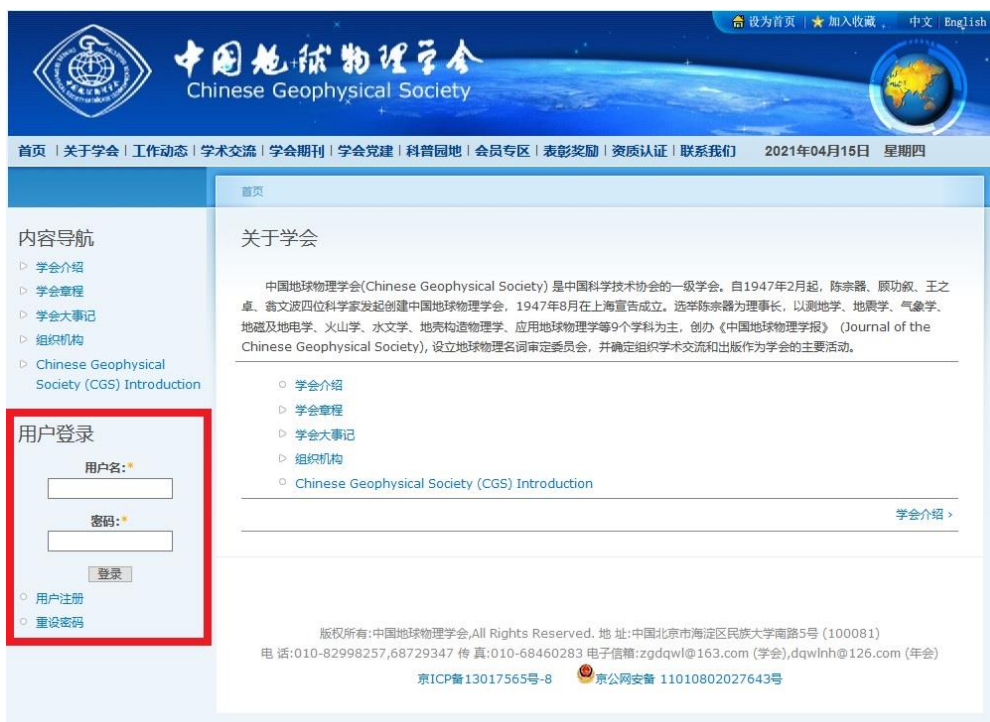 设为首页 | 加入收藏 , 中文 English
中国地球物理学会
Chinese Geophysical Society
首页 | 关于学会 | 工作动态 | 学术交流 | 学会期刊 | 学会党建 | 科普园地 | 会员专区 | 表彰奖励 | 资质认证 | 联系我们 2021年04月15日 星期四
首页
内容导航
学会介绍
学会章程
学会大事记
组织机构
Chinese Geophysical
Society (CGS) Introduction
用户登录
用户名:*
密码:*
登录
用户注册
重设密码
关于学会
中国地球物理学会(Chinese Geophysical Society) 是中国科学技术协会的一级学会。自1947年2月起，陈宗器、顾功叙、王之
卓、翁文波四位科学家发起创建中国地球物理学会，1947年8月在上海宣告成立。选举陈宗器为理事长，以测地学、地震学、气象学、
地磁及地电学、火山学、水文学、地壳构造物理学、应用地球物理学等9个学科为主，创办《中国地球物理学报》 (Journal of the
Chinese Geophysical Society), 设立地球物理名词审定委员会，并确定组织学术交流和出版作为学会的主要活动。
学会介绍
学会章程
学会大事记
组织机构
Chinese Geophysical Society (CGS) Introduction
学会介绍 ›
版权所有:中国地球物理学会,All Rights Reserved. 地 址:中国北京市海淀区民族大学南路5号 (100081)
电 话:010-82998257,68729347 传 真:010-68460283 电子信箱:zgdqwl@163.com (学会),dqwlnh@126.com (年会)
京ICP备13017565号-8 京公网安备 11010802027643号